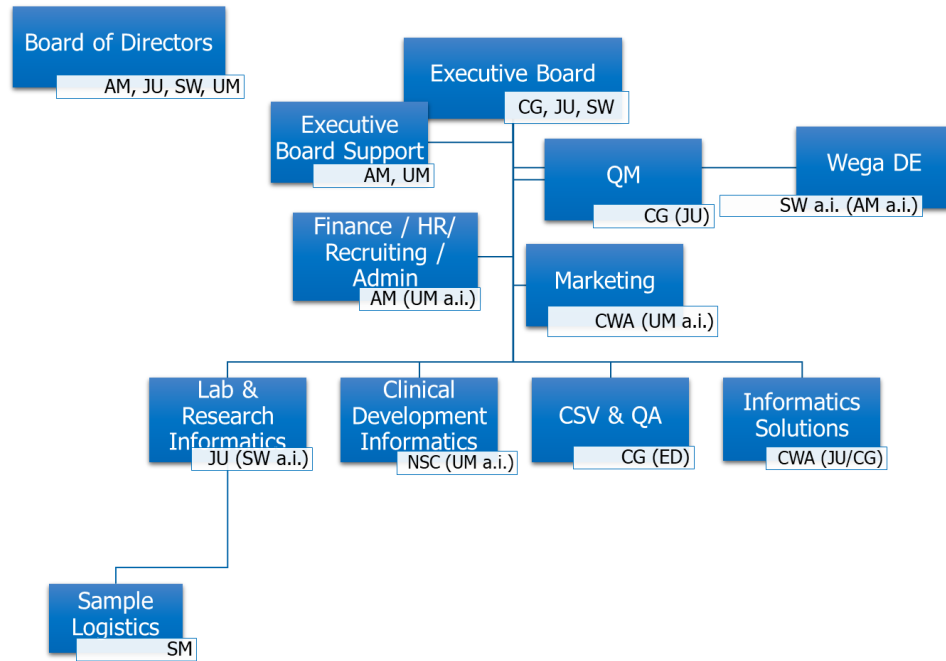 Board of Directors
AM, JU, SW, UM
Executive Board
CG, JU, SW
Executive
Board Support
AM, UM
QM
CG (JU)
Wega DE
SW a.i. (AM a.i.)
Finance / HR/
Recruiting /
Admin
AM (UM a.i.)
Marketing
CWA (UM a.i.)
Lab &
Research
Informatics
JU (SW a.i.)
Clinical
Development
Informatics
NSC (UM a.i.)
CSV & QA
CG (ED)
Informatics
Solutions
CWA (JU/CG)
Sample
Logistics
SM